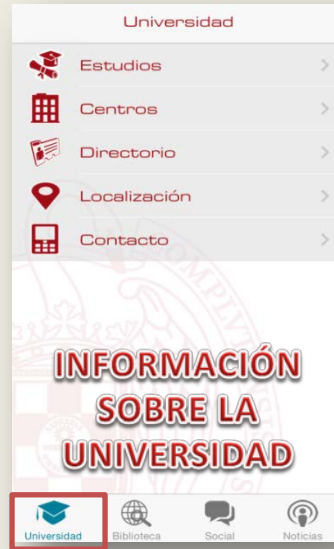 Universidad
Estudios
Centros
Directorio
Localización
Contacto
INFORMACIÓN
SOBRE LA
UNIVERSIDAD
Universidad
Biblioteca
Social
Noticias